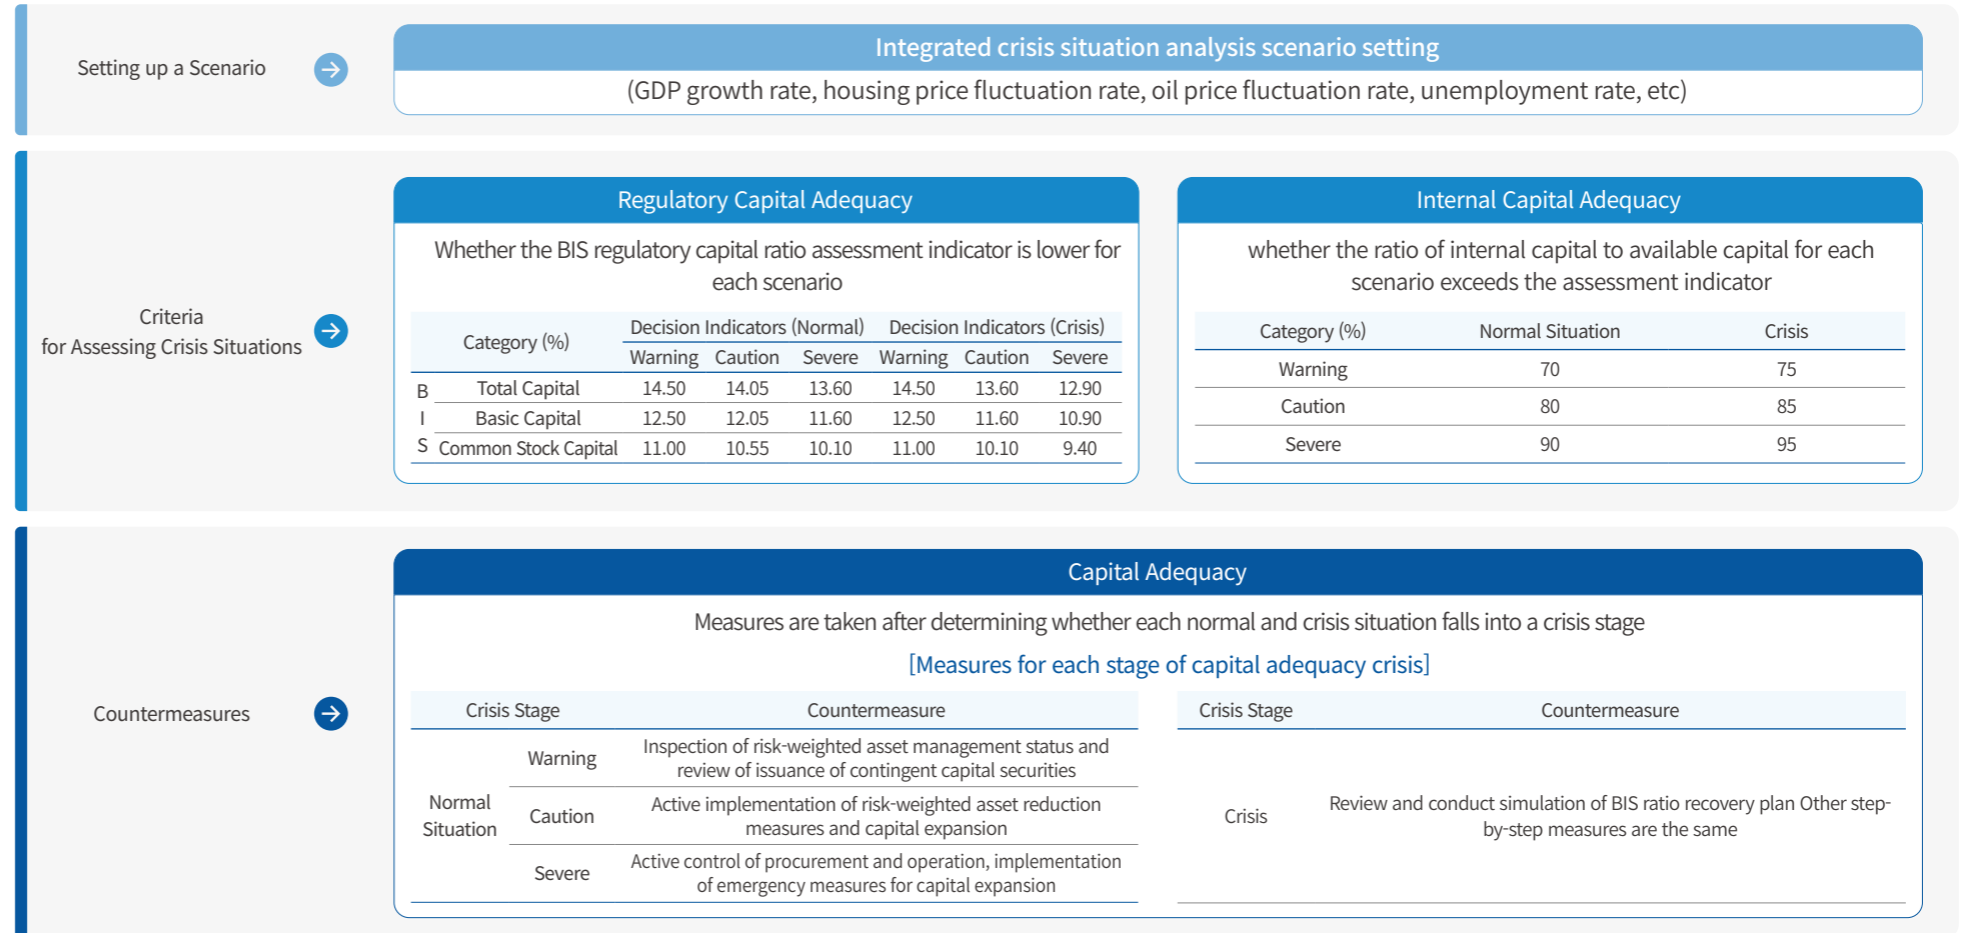 Setting up a Scenario
Integrated crisis situation analysis scenario setting
(GDP growth rate, housing price fluctuation rate, oil price fluctuation rate, unemployment rate, etc)
Criteria
for Assessing Crisis Situations
Regulatory Capital Adequacy
Whether the BIS regulatory capital ratio assessment indicator is lower for
each scenario
Category (%) Decision Indicators (Normal) Decision Indicators (Crisis)
Warning Caution Severe Warning Caution Severe
B Total Capital 14.50 14.05 13.60 14.50 13.60 12.90
I Basic Capital 12.50 12.05 11.60 12.50 11.60 10.90
S Common Stock Capital 11.00 10.55 10.10 11.00 10.10 9.40
Internal Capital Adequacy
whether the ratio of internal capital to available capital for each
scenario exceeds the assessment indicator
Category (%) Normal Situation Crisis
Warning 70 75
Caution 80 85
Severe 90 95
Countermeasures
Capital Adequacy
Measures are taken after determining whether each normal and crisis situation falls into a crisis stage
[Measures for each stage of capital adequacy crisis]
Crisis Stage Countermeasure
Normal
Situation
Warning
Inspection of risk-weighted asset management status and
review of issuance of contingent capital securities
Caution
Active implementation of risk-weighted asset reduction
measures and capital expansion
Severe
Active control of procurement and operation, implementation
of emergency measures for capital expansion
Crisis Stage Countermeasure
Crisis
Review and conduct simulation of BIS ratio recovery plan Other step-
by-step measures are the same